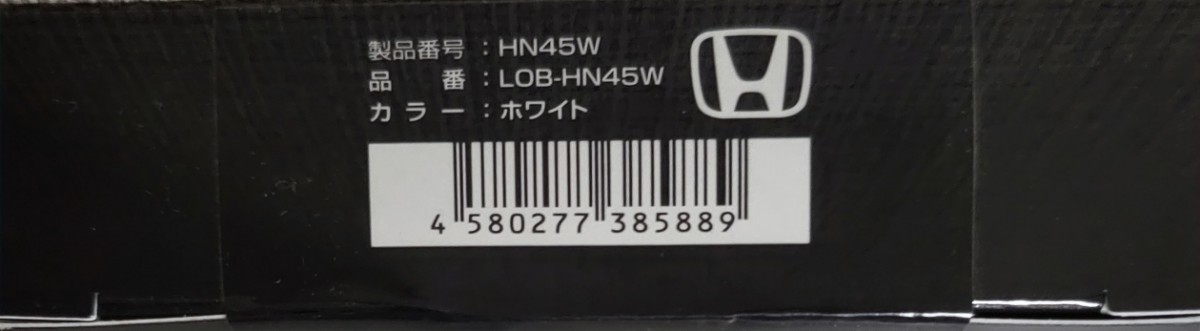 製品番号 : HN45W
品番 : LOB-HN45W
カラー : ホワイト
4 580277 385889